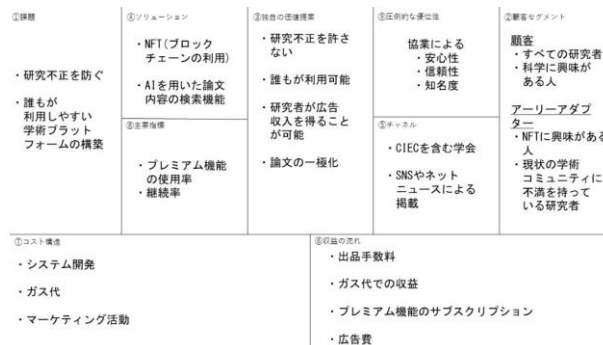 ①課題
・研究不正を防ぐ
・誰もが
利用しやすい
学術プラット
フォームの構築
④ソリューション
・NFT(ブロック
チェーンの利用)
・AIを用いた論文
内容の検索機能
⑧主要指標
・プレミアム機能
の使用率
・継続率
③独自の価値提案
・研究不正を許さ
ない
・誰もが利用可能
・研究者が広告
収入を得ること
が可能
・論文の一極化
⑨圧倒的な優位性
協業による
・安心性
・信頼性
・知名度
⑤チャネル
・CIECを含む学会
・SNSやネット
ニュースによる
掲載
②顧客セグメント
顧客
・すべての研究者
・科学に興味が
ある人
アーリーアダプ
ター
・NFTに興味がある
人
・現状の学術
コミュニティに
不満を持って
いる研究者
⑦コスト構造
・システム開発
・ガス代
・マーケティング活動
⑥収益の流れ
・出品手数料
・ガス代での収益
・プレミアム機能のサブスクリプション
・広告費